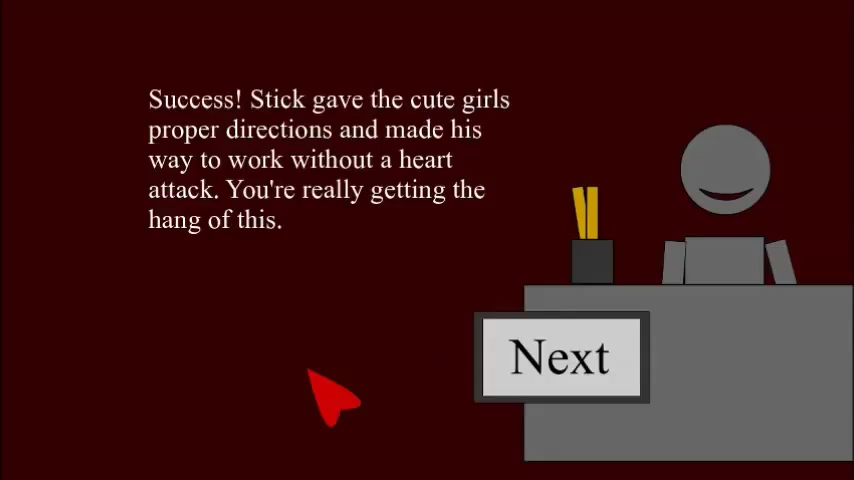 Success! Stick gave the cute girls
proper directions and made his
way to work without a heart
attack. You're really getting the
hang of this.
Next